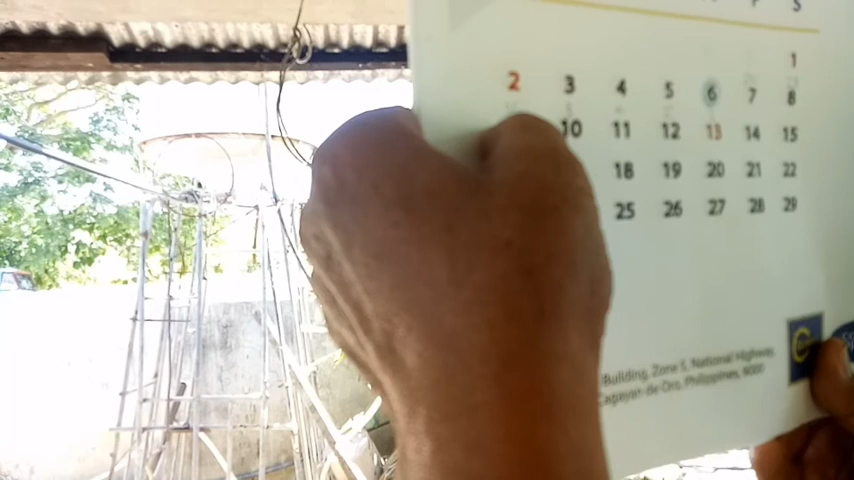 F S
1
2 3 4 5 6 7 8
10 11 12 13 14 15
18 19 20 21 22
25 26 27 28 29
Building, Zone 5, National Highway
Cagayan de Oro, Philippines, 9000